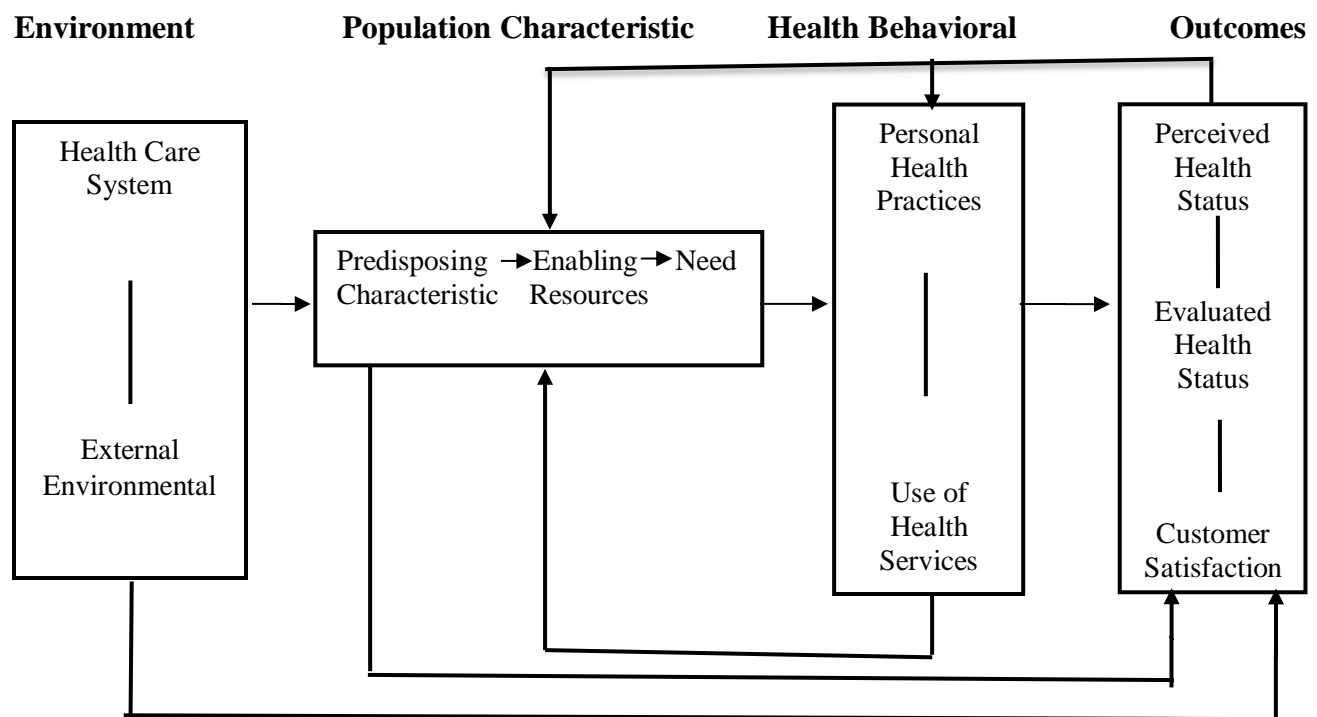 Environment Population Characteristic Health Behavioral Outcomes
Health Care
System
External
Environmental
Predisposing Enabling Need
Characteristic Resources
Personal
Health
Practices
Use of
Health
Services
Perceived
Health
Status
Evaluated
Health
Status
Customer
Satisfaction